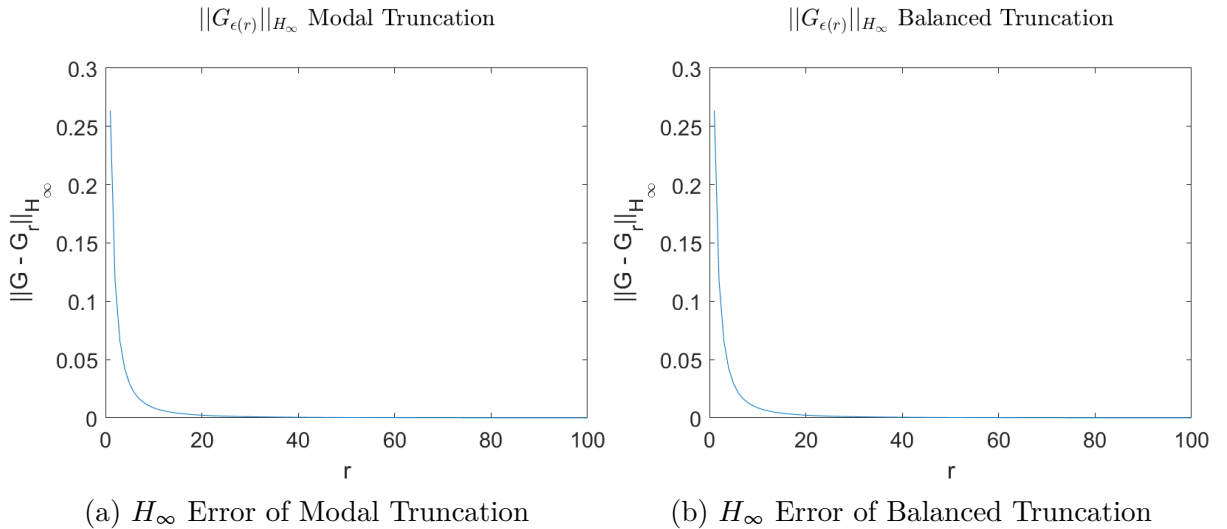 ||G_{ϵ(r)}||_{H_∞} Modal Truncation
0.3
0.25
0.2
0.15
0.1
0.05
0
0 20 40 60 80 100
||G - G_r||_{H_∞}
r
(a) H_∞ Error of Modal Truncation
||G_{ϵ(r)}||_{H_∞} Balanced Truncation
0.3
0.25
0.2
0.15
0.1
0.05
0
0 20 40 60 80 100
||G - G_r||_{H_∞}
r
(b) H_∞ Error of Balanced Truncation